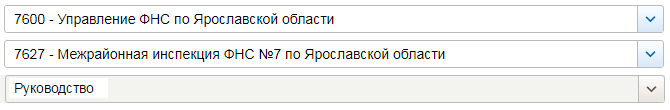 7600 - Управление ФНС по Ярославской области
7627 - Межрайонная инспекция ФНС №7 по Ярославской области
Руководство